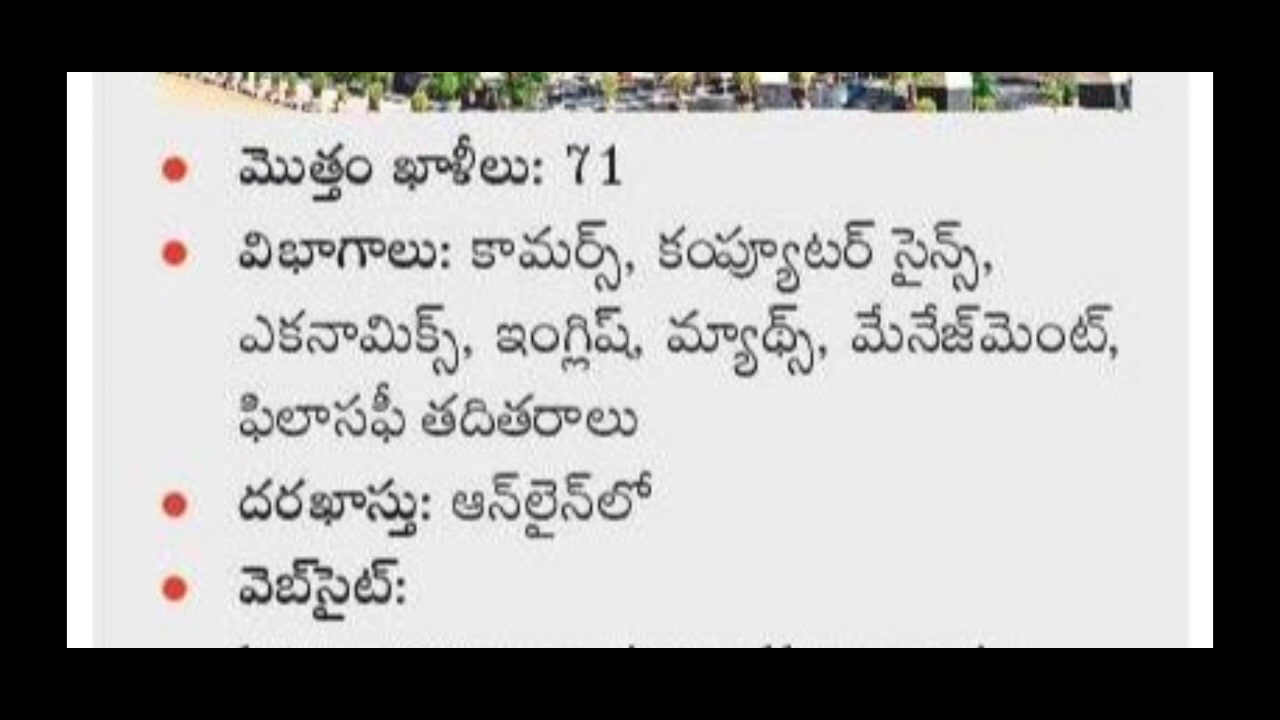 • మొత్తం ఖాళీలు: 71
• విభాగాలు: కామర్స్, కంప్యూటర్ సైన్స్,
ఎకనామిక్స్, ఇంగ్లిష్, మ్యాథ్స్, మేనేజ్‌మెంట్,
ఫిలాసఫీ తదితరాలు
• దరఖాస్తు: ఆన్‌లైన్‌లో
• వెబ్‌సైట్: